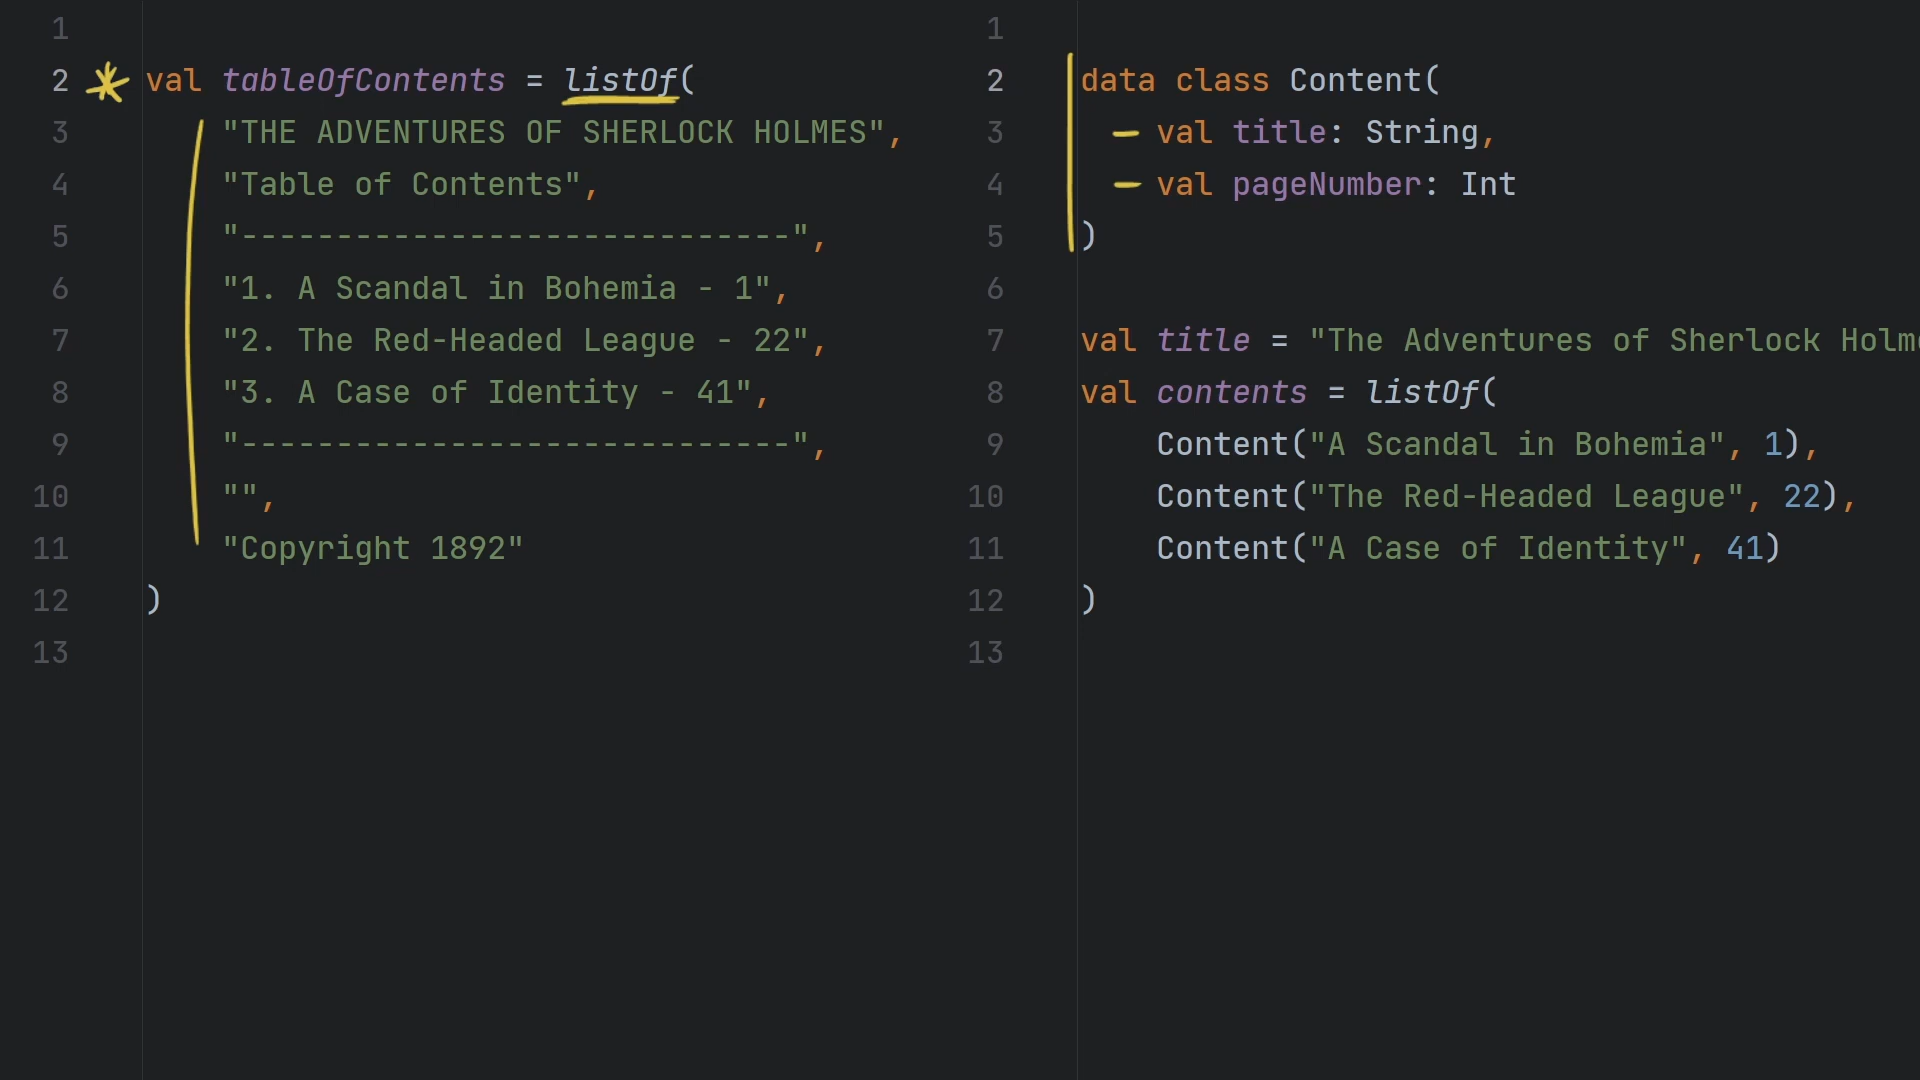 1
2 val tableOfContents = listOf(
3 "THE ADVENTURES OF SHERLOCK HOLMES",
4 "Table of Contents",
5 "-----------------------------",
6 "1. A Scandal in Bohemia - 1",
7 "2. The Red-Headed League - 22",
8 "3. A Case of Identity - 41",
9 "-----------------------------",
10 "",
11 "Copyright 1892"
12 )
13
1
2 data class Content(
3 val title: String,
4 val pageNumber: Int
5 )
6
7 val title = "The Adventures of Sherlock Holm
8 val contents = listOf(
9 Content("A Scandal in Bohemia", 1),
10 Content("The Red-Headed League", 22),
11 Content("A Case of Identity", 41)
12 )
13